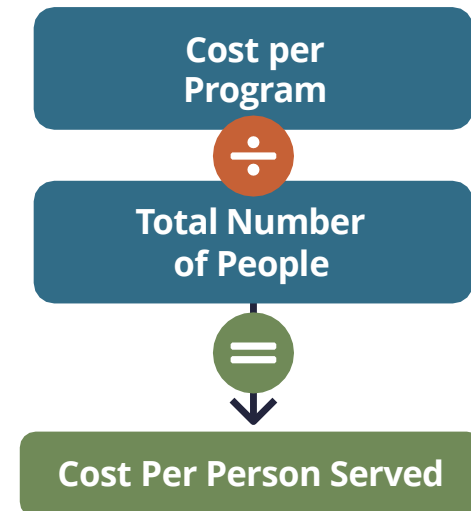 Cost per
Program
÷
Total Number
of People
=
Cost Per Person Served